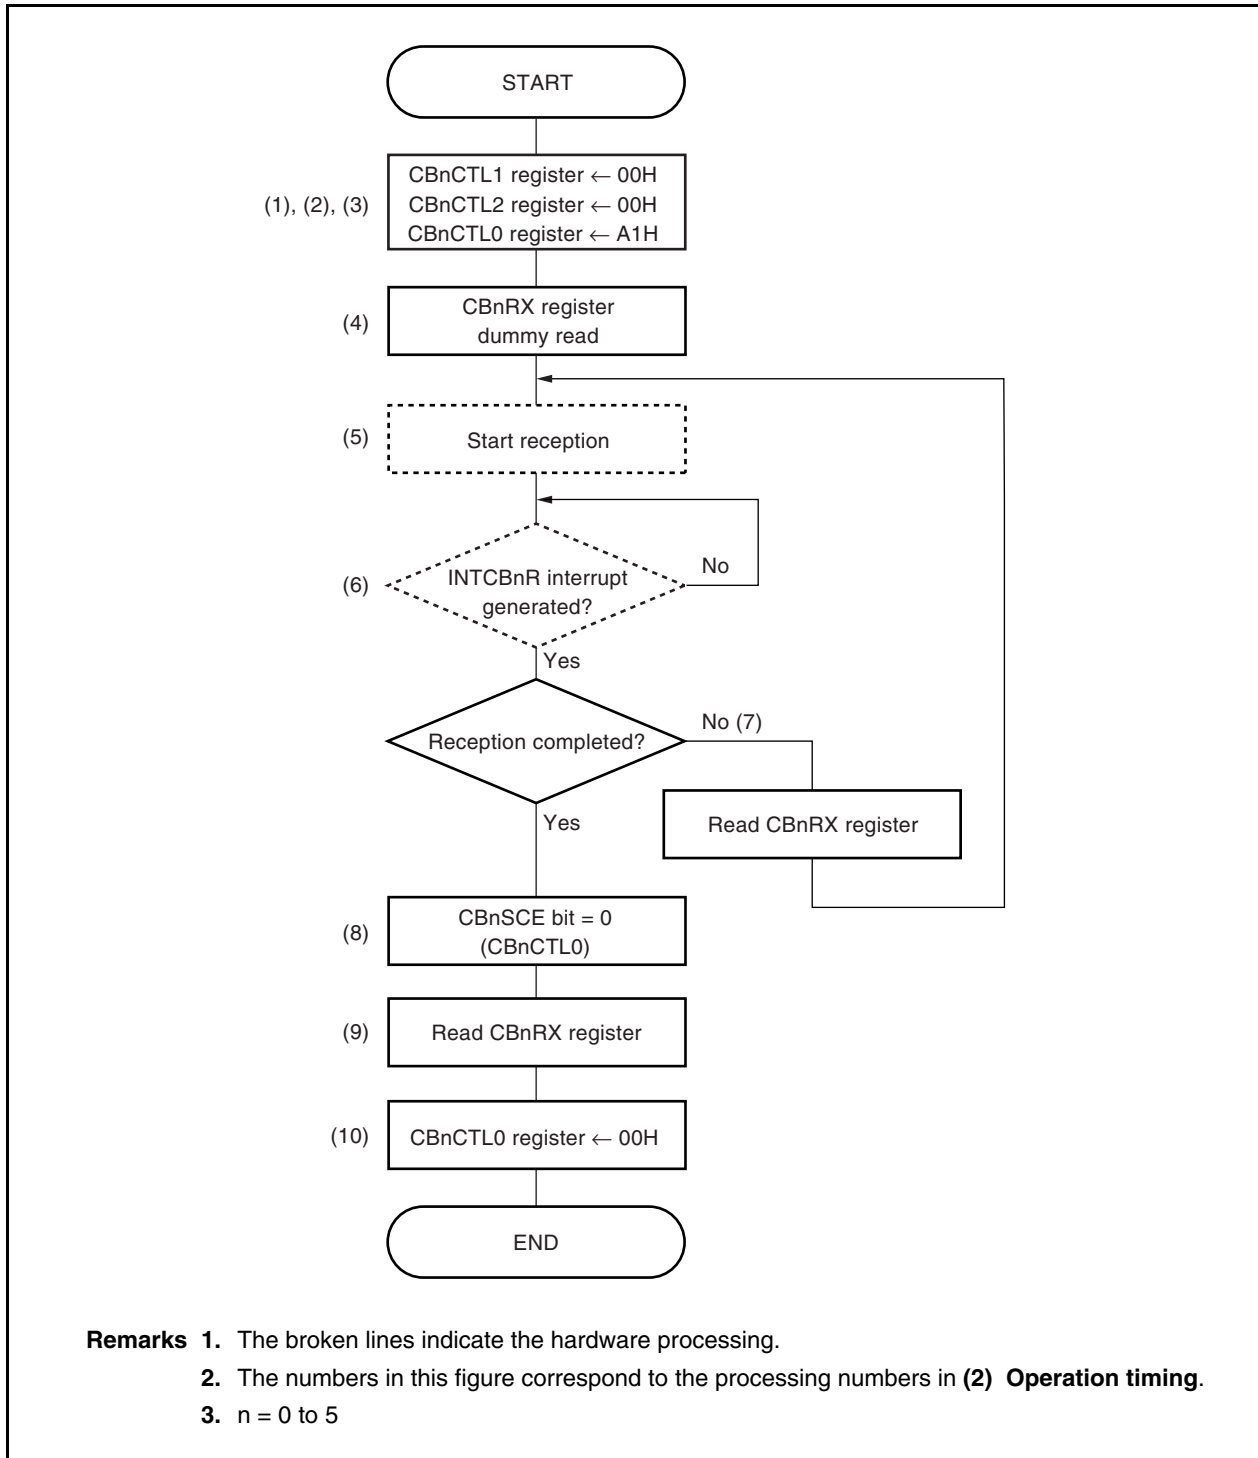 START
(1), (2), (3)
CBnCTL1 register ← 00H
CBnCTL2 register ← 00H
CBnCTL0 register ← A1H
(4)
CBnRX register
dummy read
(5)
Start reception
(6)
INTCBnR interrupt
generated?
No
Yes
Reception completed?
No (7)
Read CBnRX register
Yes
(8)
CBnSCE bit = 0
(CBnCTL0)
(9)
Read CBnRX register
(10)
CBnCTL0 register ← 00H
END
Remarks 1. The broken lines indicate the hardware processing.
2. The numbers in this figure correspond to the processing numbers in (2) Operation timing.
3. n = 0 to 5